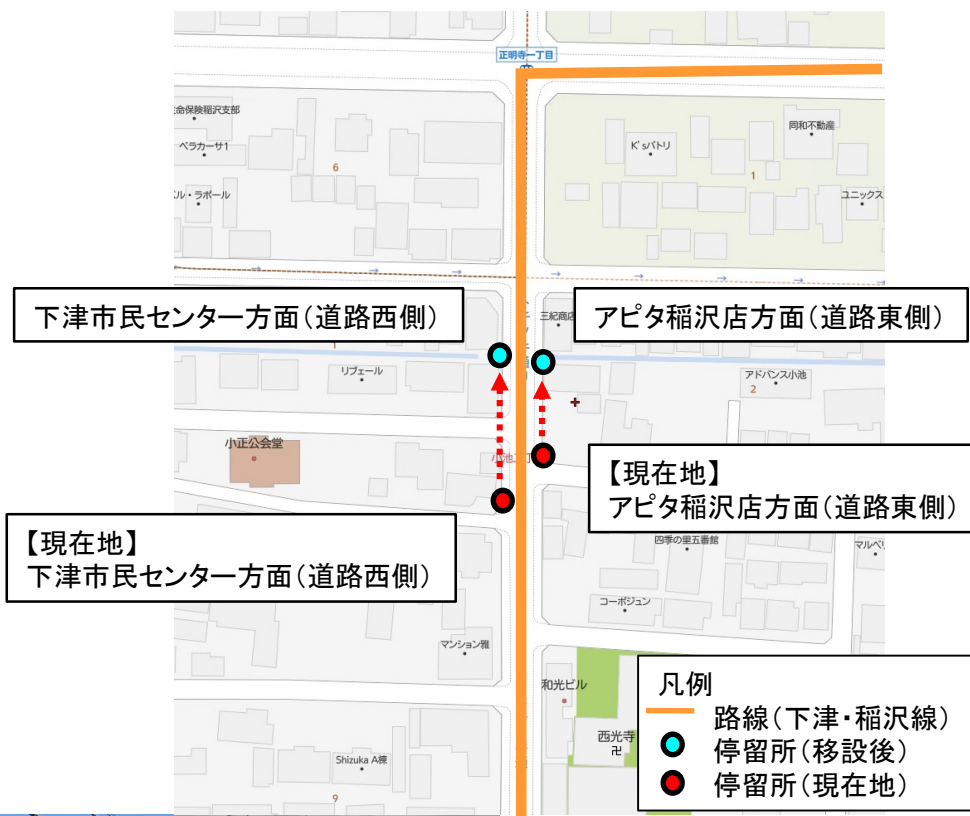 正明寺一丁目
命保険稲沢支部
ベラカーサ1
6
K'sパトリ
同和不動産
1
ユニックス
エル・ラポール
下津市民センター方面(道路西側)
三紀商店
アピタ稲沢店方面(道路東側)
リブェール
アドバンス小池
2
小正公会堂
【現在地】
アピタ稲沢店方面(道路東側)
【現在地】
下津市民センター方面(道路西側)
四季の里五番館
マルベリ
コーポジュン
マンション雅
和光ビル
西光寺
卍
Shizuka A棟
9
凡例
路線(下津・稲沢線)
停留所(移設後)
停留所(現在地)